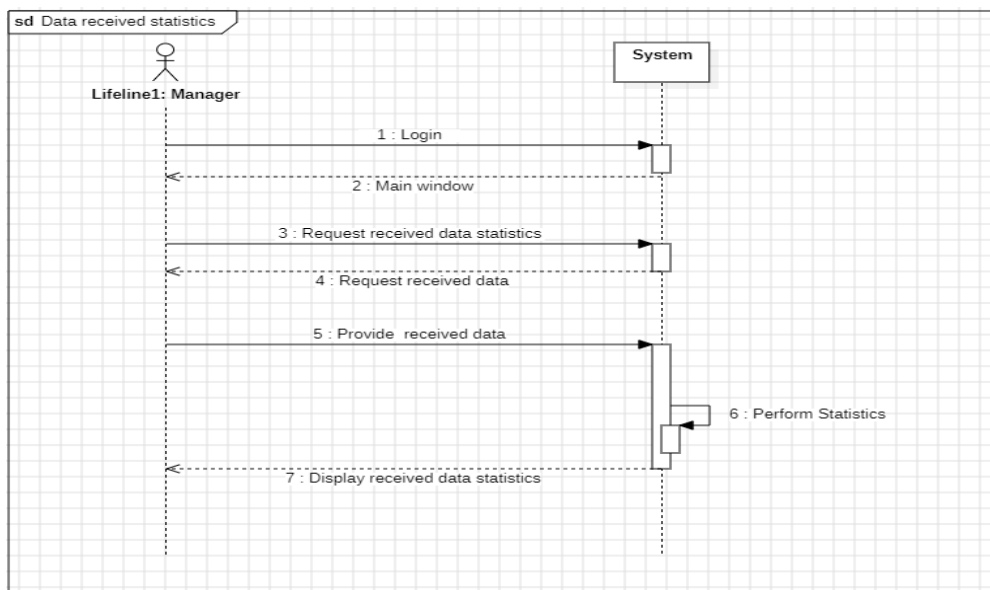 sd Data received statistics
System
Lifeline1: Manager
1 : Login
2 : Main window
3 : Request received data statistics
4 : Request received data
5 : Provide  received data
6 : Perform Statistics
7 : Display received data statistics